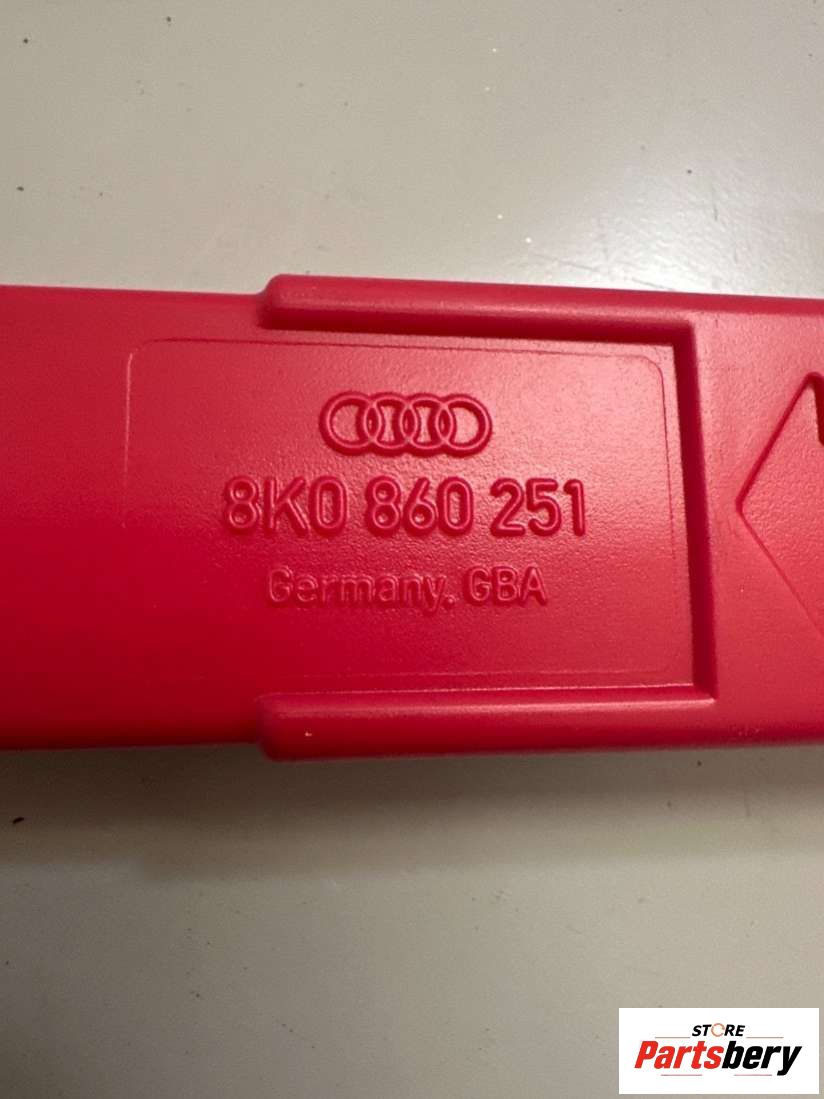 8K0 860 251
Germany, GBA
STORE
Partsbery